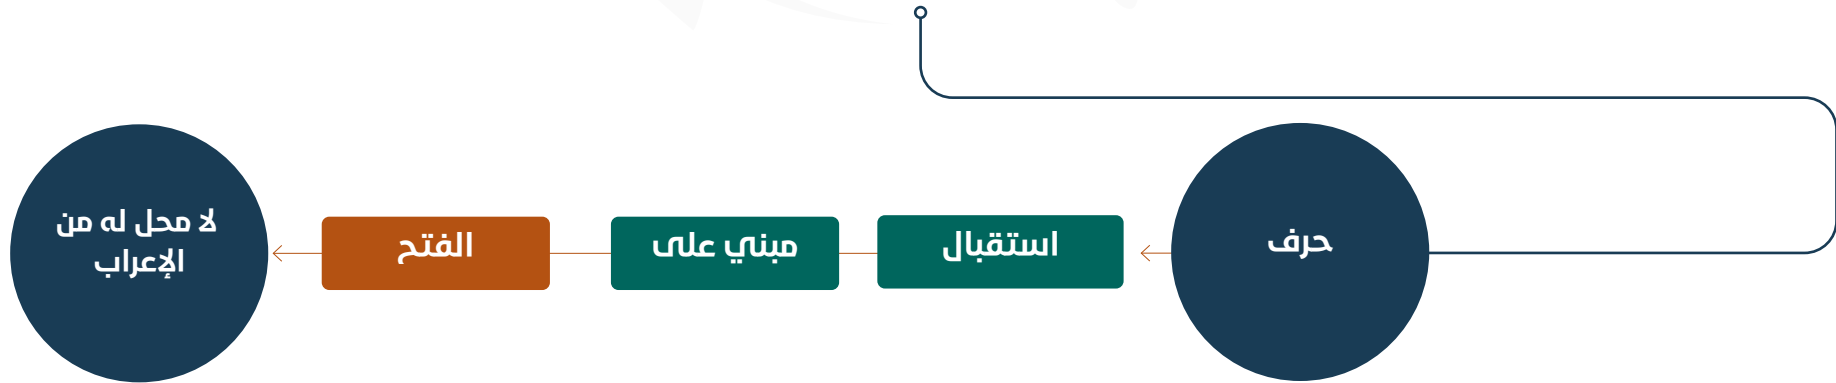 حرف
استقبال
مبني على
الفتح
لا محل له من
الإعراب